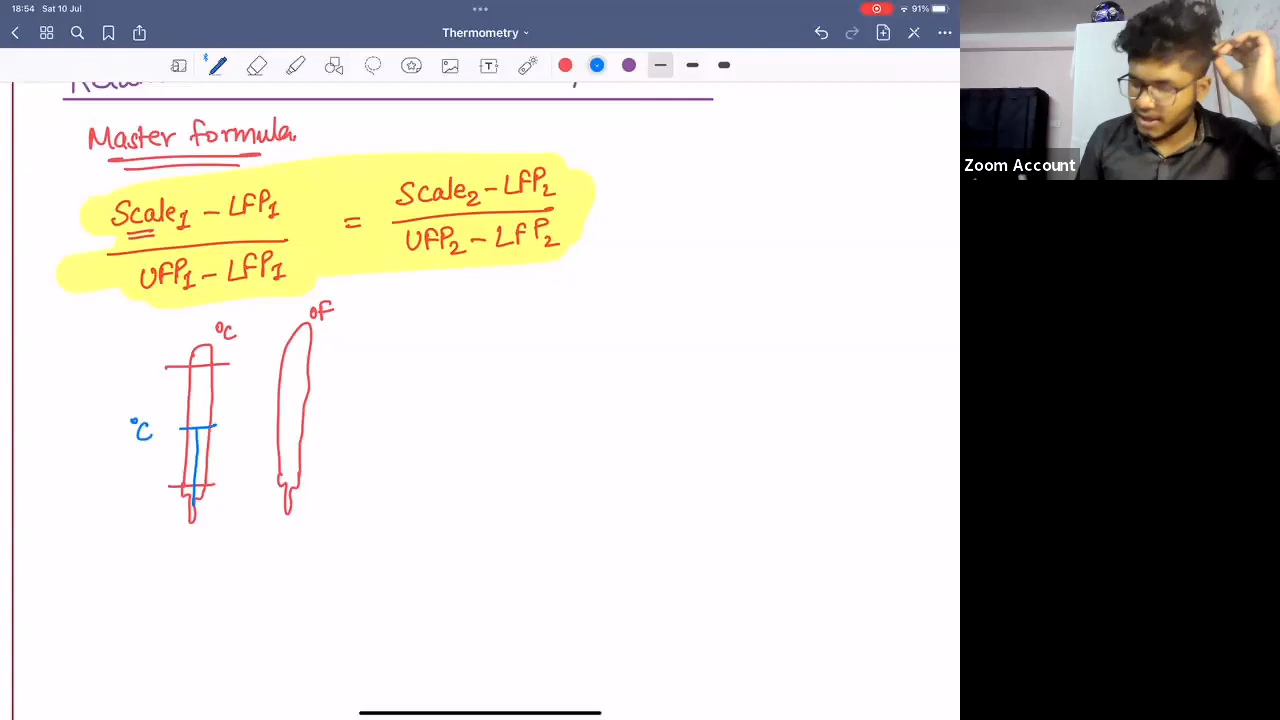 18:54 Sat 10 Jul
91%
Thermometry
Master formula
Scale1 - LFP1 = Scale2 - LFP2
UFP1 - LFP1 UFP2 - LFP2
°C
°F
°C
Zoom Account